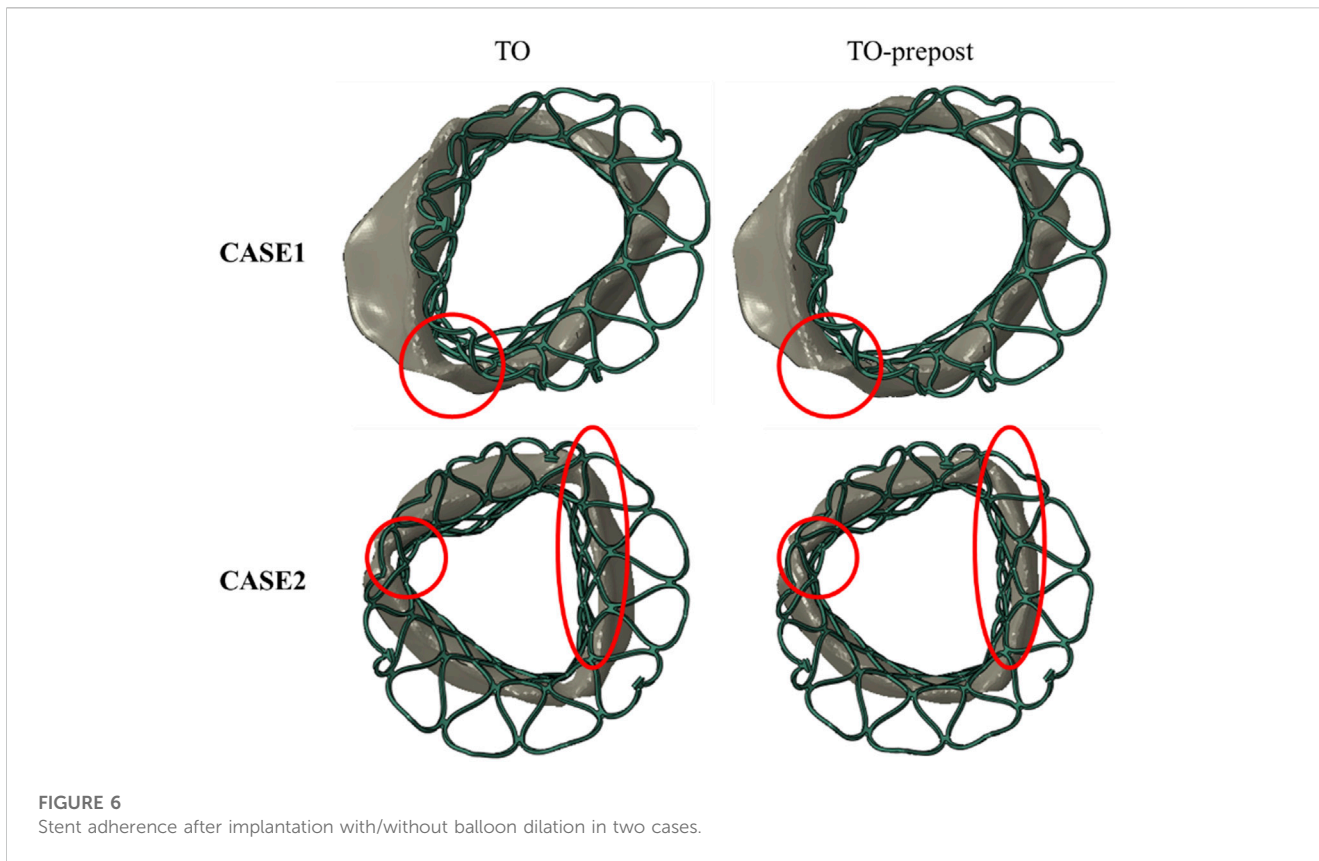 TO
TO-prepost
CASE1
CASE2
FIGURE 6
Stent adherence after implantation with/without balloon dilation in two cases.